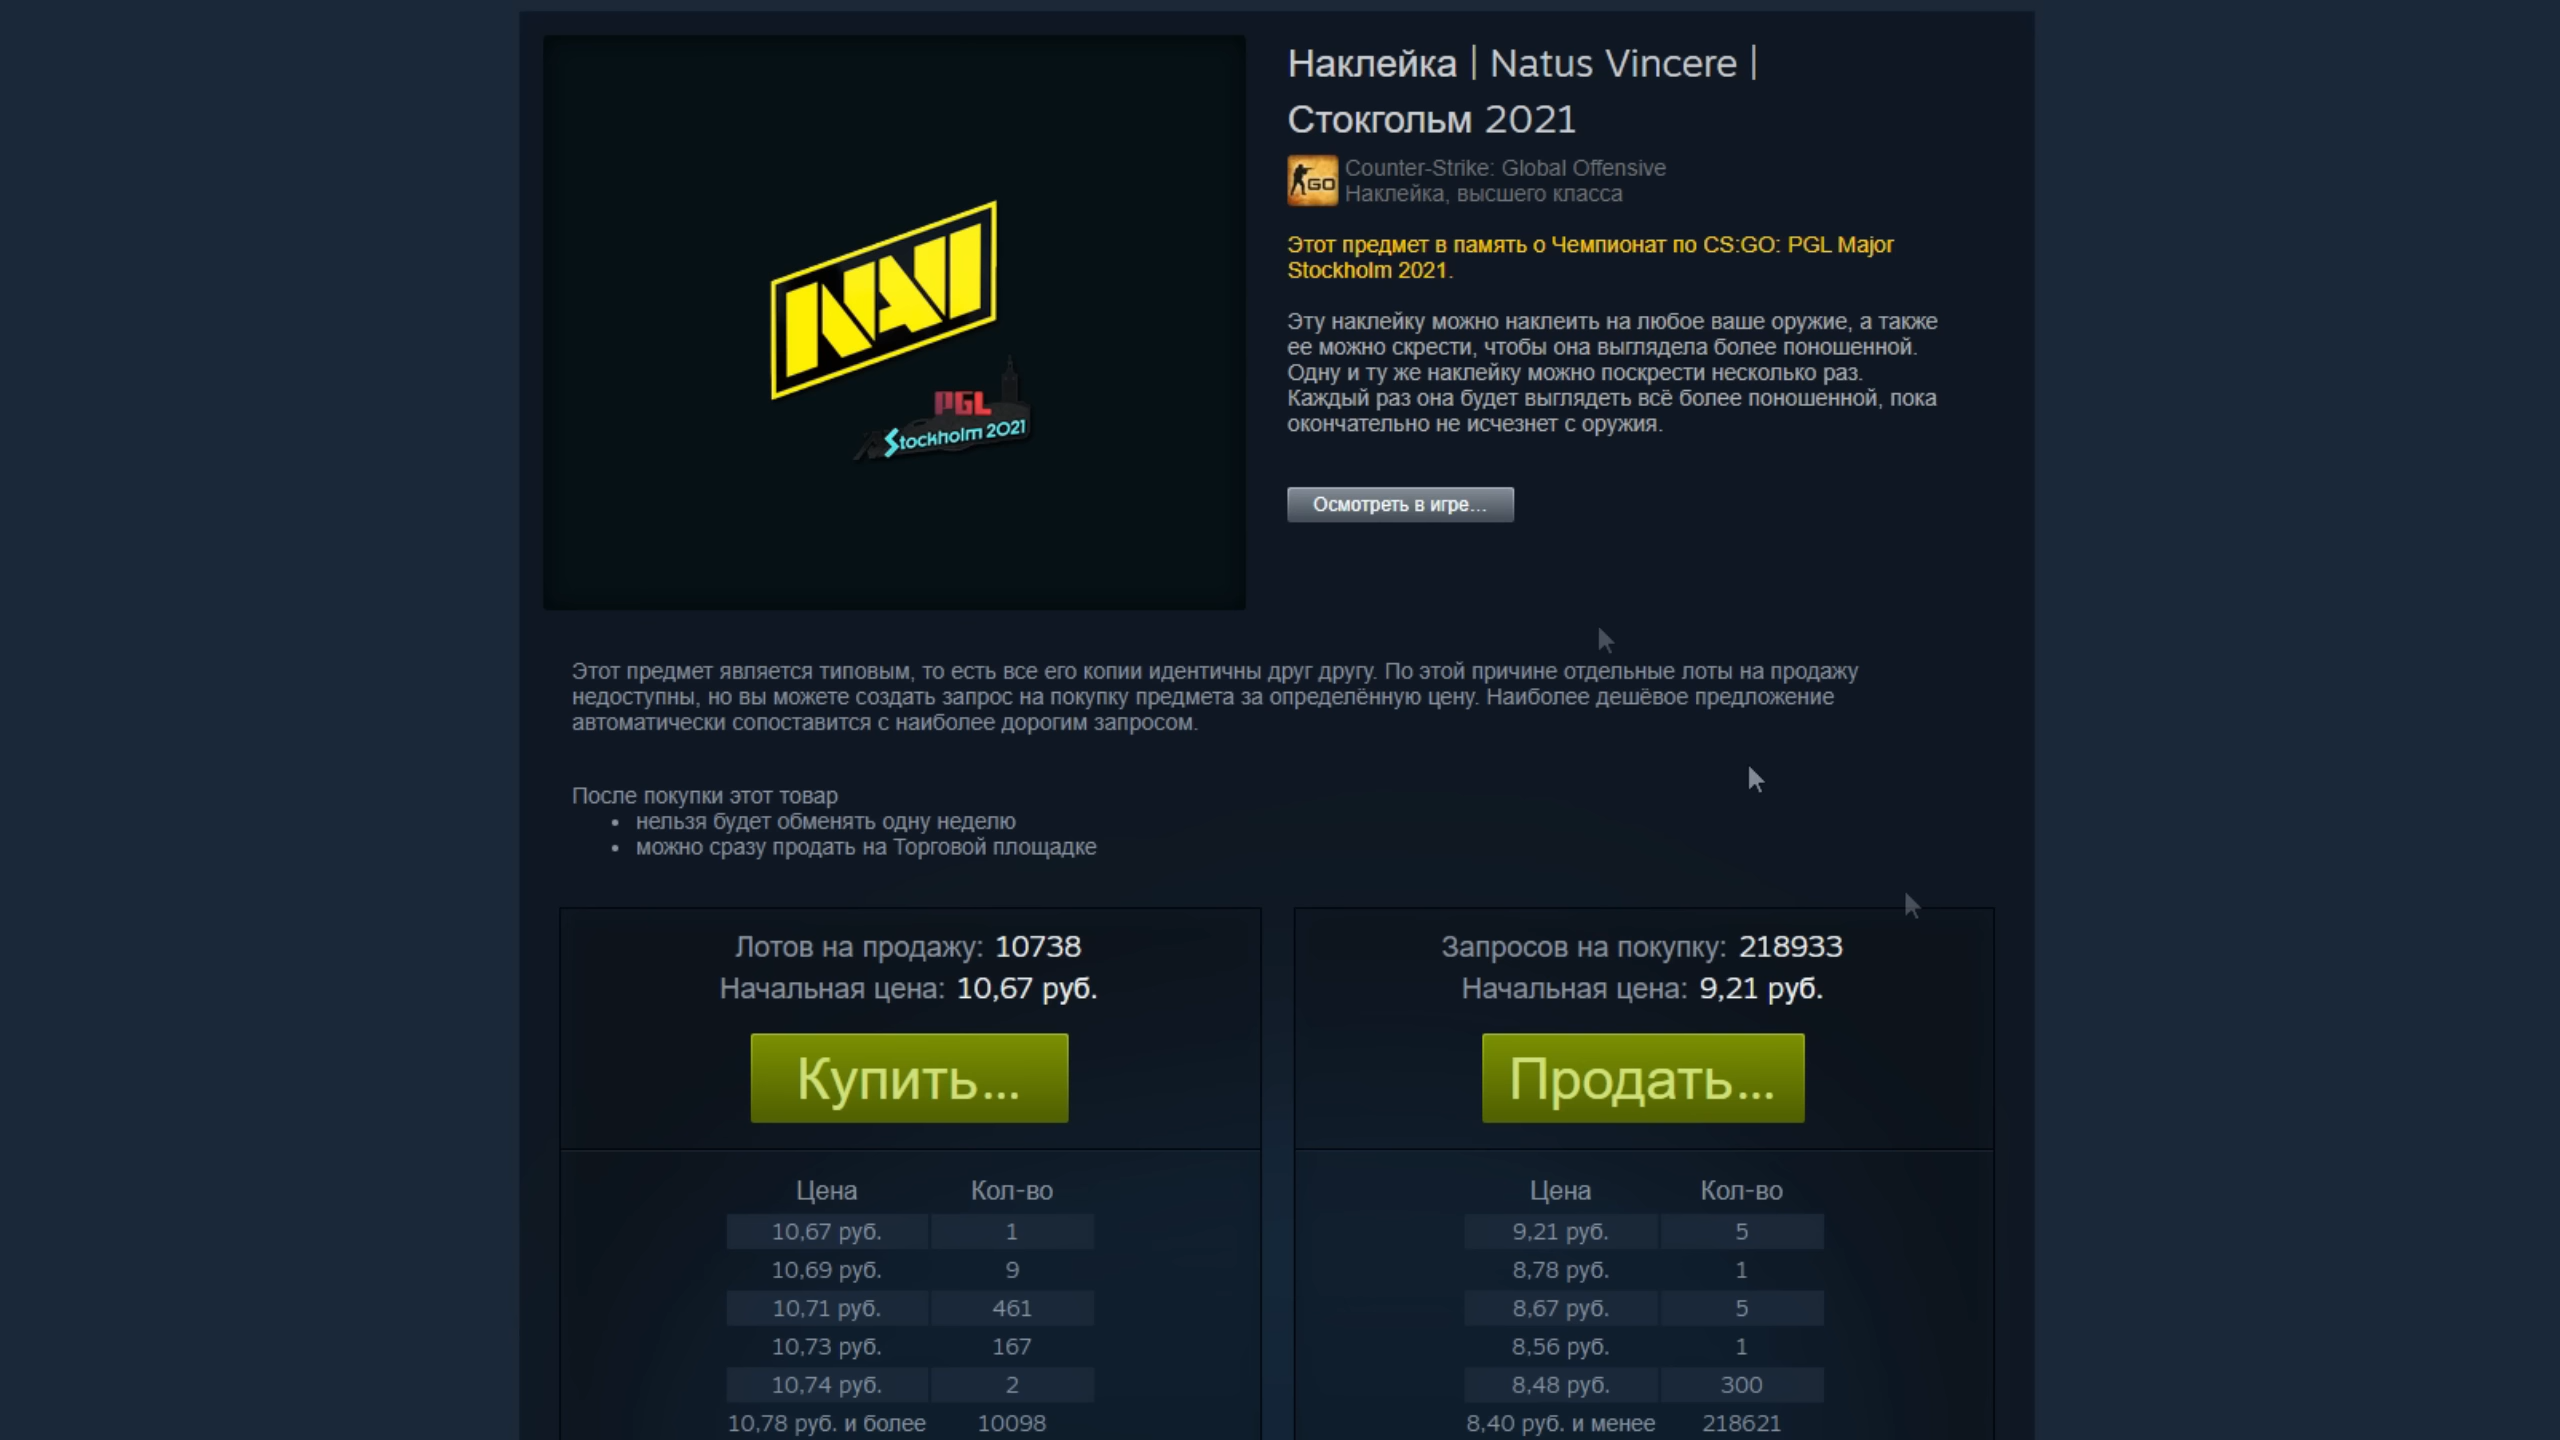 Наклейка | Natus Vincere |
Стокгольм 2021
GO
Counter-Strike: Global Offensive
Наклейка, высшего класса
Этот предмет в память о Чемпионат по CS:GO: PGL Major
Stockholm 2021.
Эту наклейку можно наклеить на любое ваше оружие, а также
ее можно скрести, чтобы она выглядела более поношенной.
Одну и ту же наклейку можно поскрести несколько раз.
Каждый раз она будет выглядеть всё более поношенной, пока
окончательно не исчезнет с оружия.
Осмотреть в игре...
NAVI
PGL
Stockholm 2021
Этот предмет является типовым, то есть все его копии идентичны друг другу. По этой причине отдельные лоты на продажу
недоступны, но вы можете создать запрос на покупку предмета за определённую цену. Наиболее дешёвое предложение
автоматически сопоставится с наиболее дорогим запросом.
После покупки этот товар
• нельзя будет обменять одну неделю
• можно сразу продать на Торговой площадке
Лотов на продажу: 10738
Начальная цена: 10,67 руб.
Купить...
Цена Кол-во
10,67 руб. 1
10,69 руб. 9
10,71 руб. 461
10,73 руб. 167
10,74 руб. 2
10,78 руб. и более 10098
Запросов на покупку: 218933
Начальная цена: 9,21 руб.
Продать...
Цена Кол-во
9,21 руб. 5
8,78 руб. 1
8,67 руб. 5
8,56 руб. 1
8,48 руб. 300
8,40 руб. и менее 218621